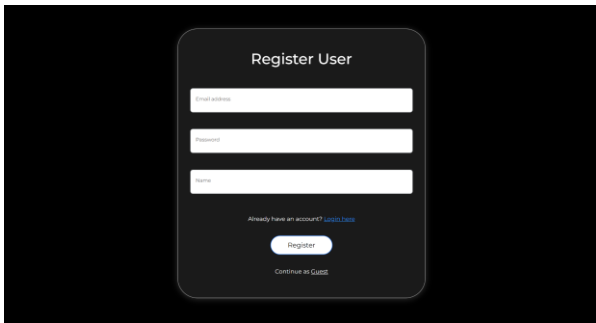 Register User
Email address
Password
Name
Already have an account? Login here
Register
Continue as Guest